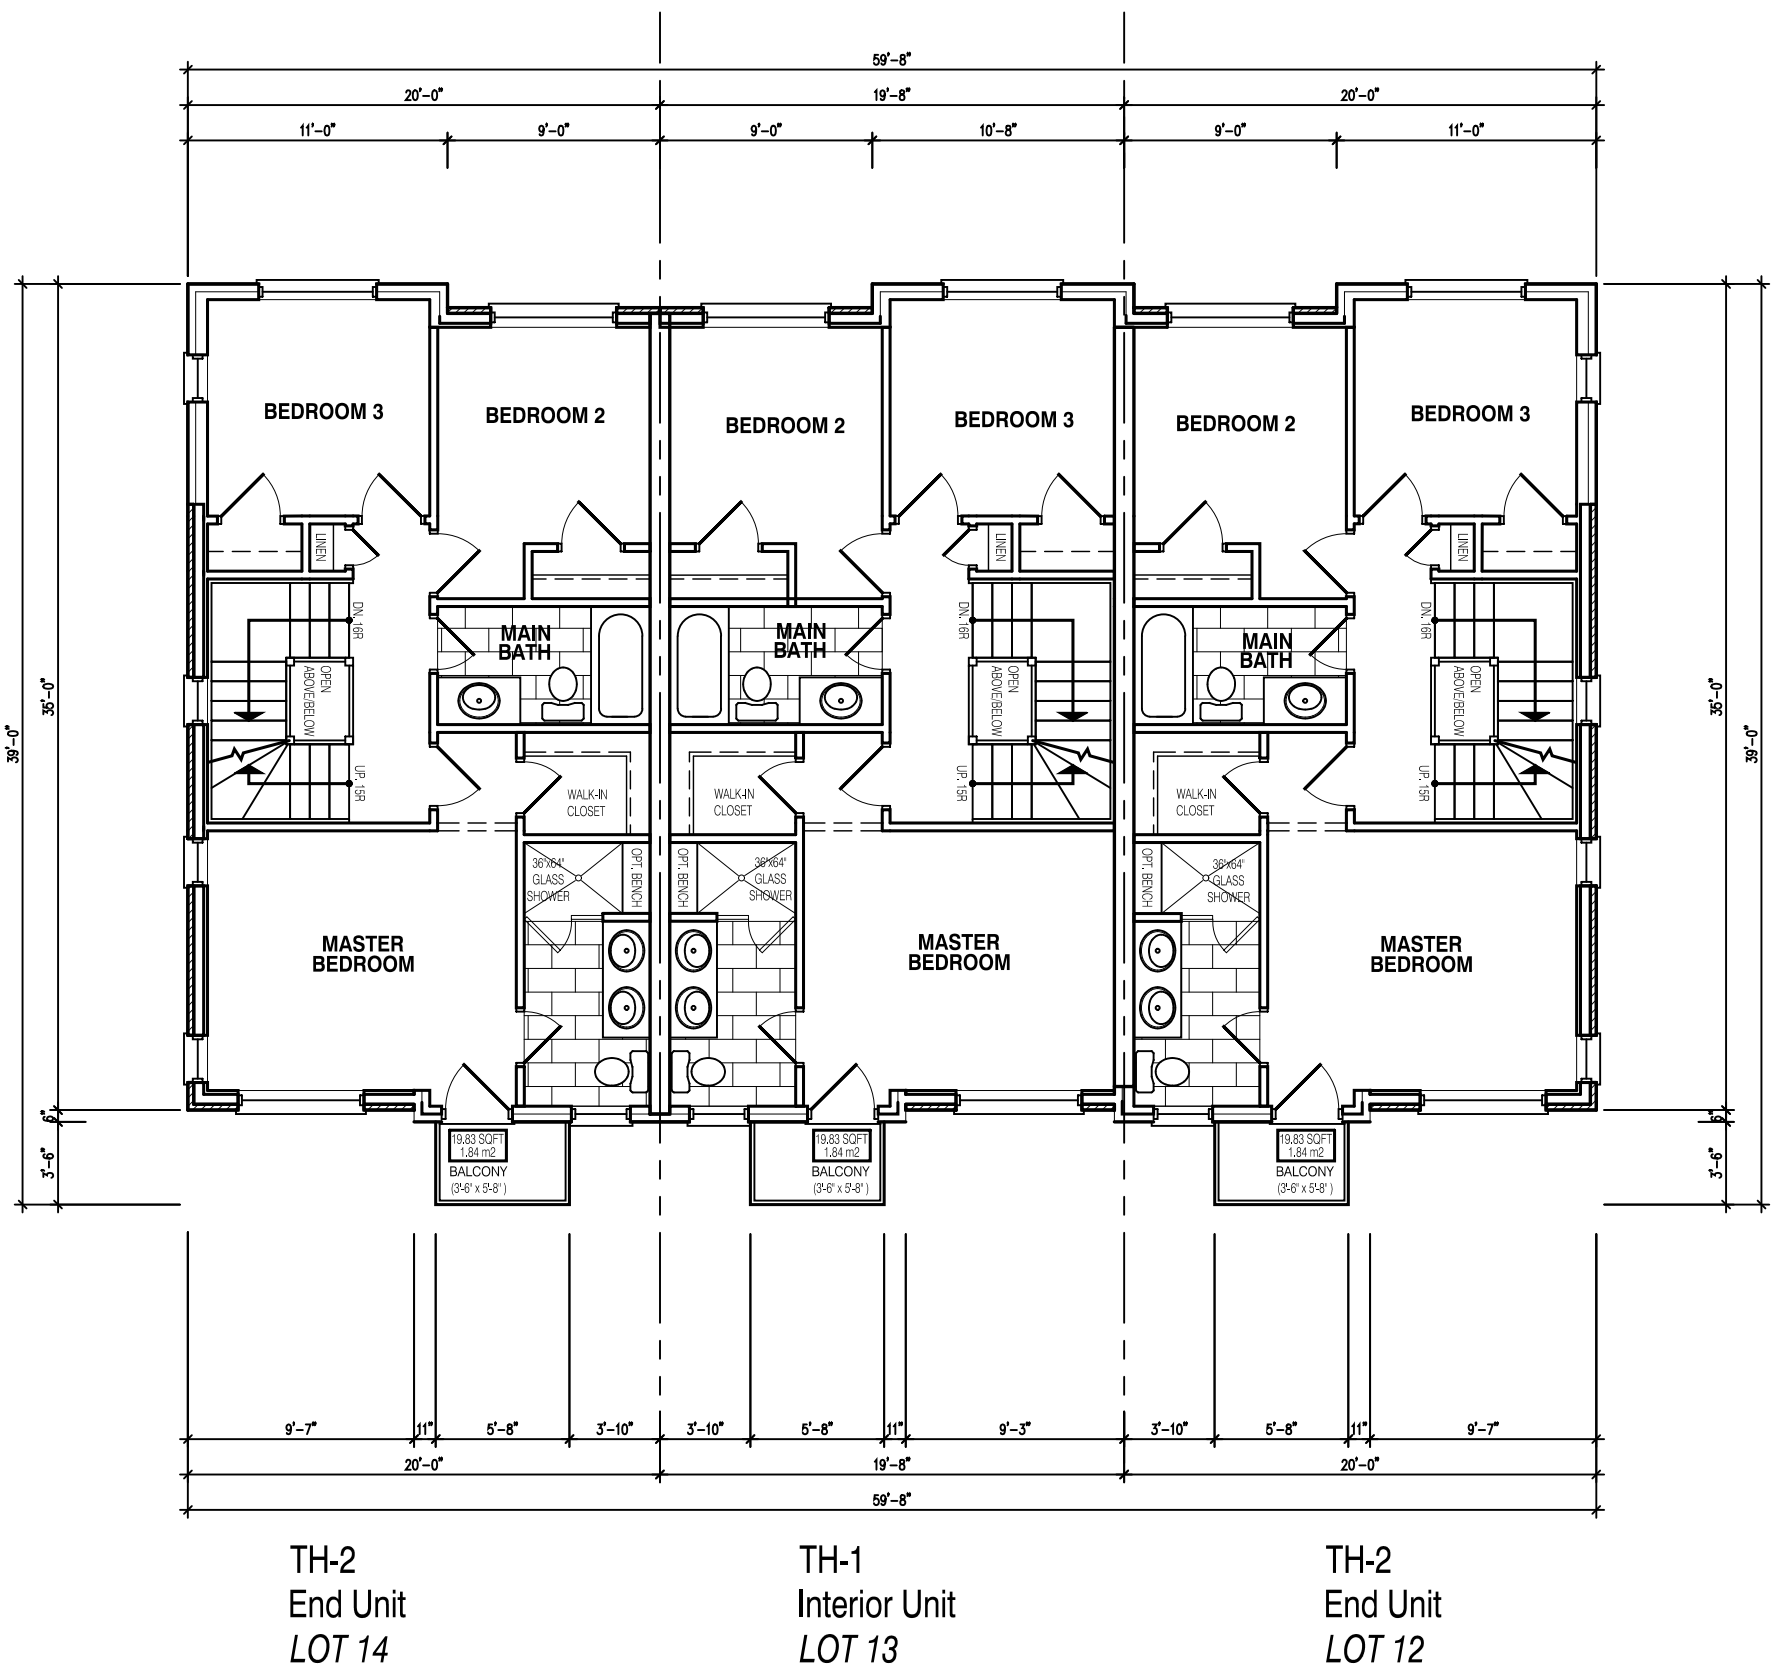 59'-8"
20'-0" 19'-8" 20'-0"
11'-0" 9'-0" 9'-0" 10'-8" 9'-0" 11'-0"
BEDROOM 3 BEDROOM 2 BEDROOM 2 BEDROOM 3 BEDROOM 2 BEDROOM 3
LINEN LINEN LINEN
DN. 16R DN. 16R DN. 16R
MAIN
BATH
MAIN
BATH
MAIN
BATH
OPEN
ABOVE/BELOW
OPEN
ABOVE/BELOW
OPEN
ABOVE/BELOW
39'-0" 35'-0" 35'-0" 39'-0"
UP. 15R UP. 15R UP. 15R
WALK-IN
CLOSET
WALK-IN
CLOSET
WALK-IN
CLOSET
36"x64"
GLASS
SHOWER
OPT. BENCH
OPT. BENCH
36"x64"
GLASS
SHOWER
OPT. BENCH
36"x64"
GLASS
SHOWER
MASTER
BEDROOM
MASTER
BEDROOM
MASTER
BEDROOM
6" 6"
3'-6" 3'-6"
19.83 SQFT
1.84 m2
BALCONY
(3'-6" x 5'-8" )
19.83 SQFT
1.84 m2
BALCONY
(3'-6" x 5'-8" )
19.83 SQFT
1.84 m2
BALCONY
(3'-6" x 5'-8" )
9'-7" 11" 5'-8" 3'-10" 3'-10" 5'-8" 11" 9'-3" 3'-10" 5'-8" 11" 9'-7"
20'-0" 19'-8" 20'-0"
59'-8"
TH-2
End Unit
LOT 14
TH-1
Interior Unit
LOT 13
TH-2
End Unit
LOT 12